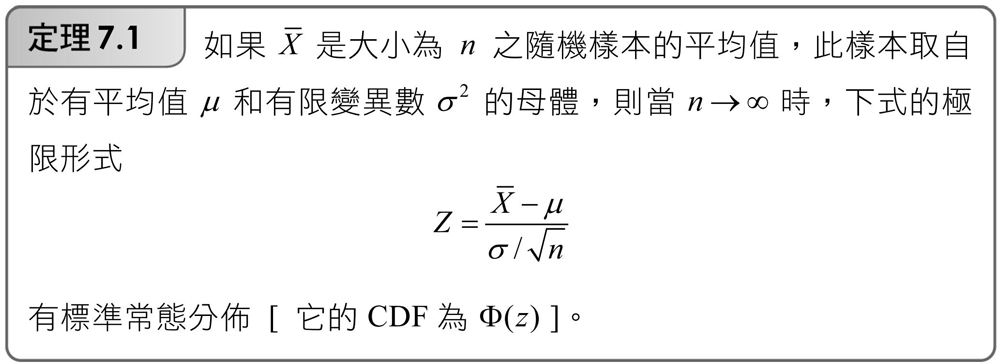 定理 7.1 如果 X̄ 是大小為 n 之隨機樣本的平均值，此樣本取自
於有平均值 μ 和有限變異數 σ² 的母體，則當 n → ∞ 時，下式的極
限形式
Z = (X̄ − μ) / (σ / √n)
有標準常態分佈 [ 它的 CDF 為 Φ(z) ]。